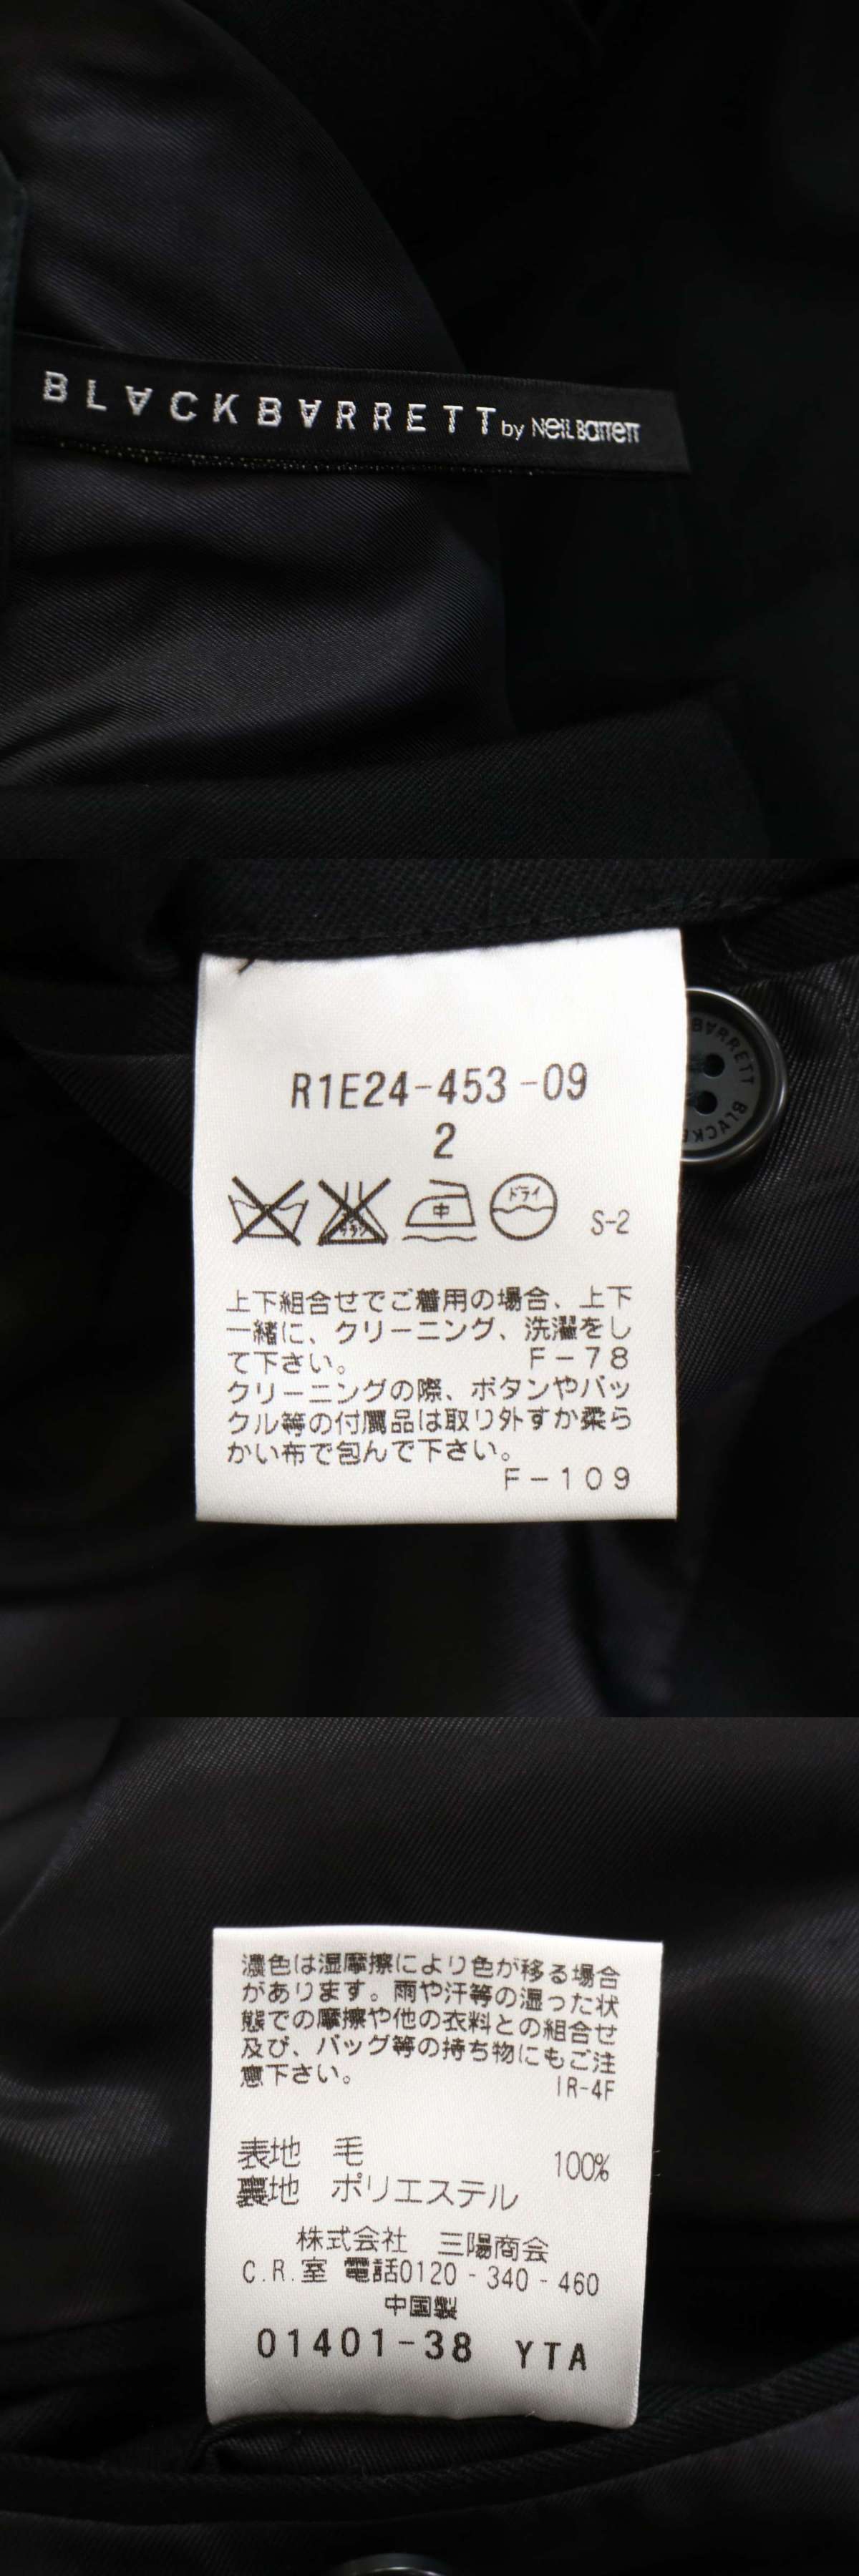 BLACKBARRETT by NEIL BARRETT
BARRETT BLACKB
R1E24-453-09
2
中
ドライ
S-2
上下組合せでご着用の場合、上下
一緒に、クリーニング、洗濯をし
て下さい。 F-78
クリーニングの際、ボタンやバッ
クル等の付属品は取り外すか柔ら
かい布で包んで下さい。
F-109
濃色は湿摩擦により色が移る場合
があります。雨や汗等の湿った状
態での摩擦や他の衣料との組合せ
及び、バッグ等の持ち物にもご注
意下さい。 IR-4F
表地 毛 100%
裏地 ポリエステル
株式会社 三陽商会
C.R.室 電話0120-340-460
中国製
01401-38 YTA